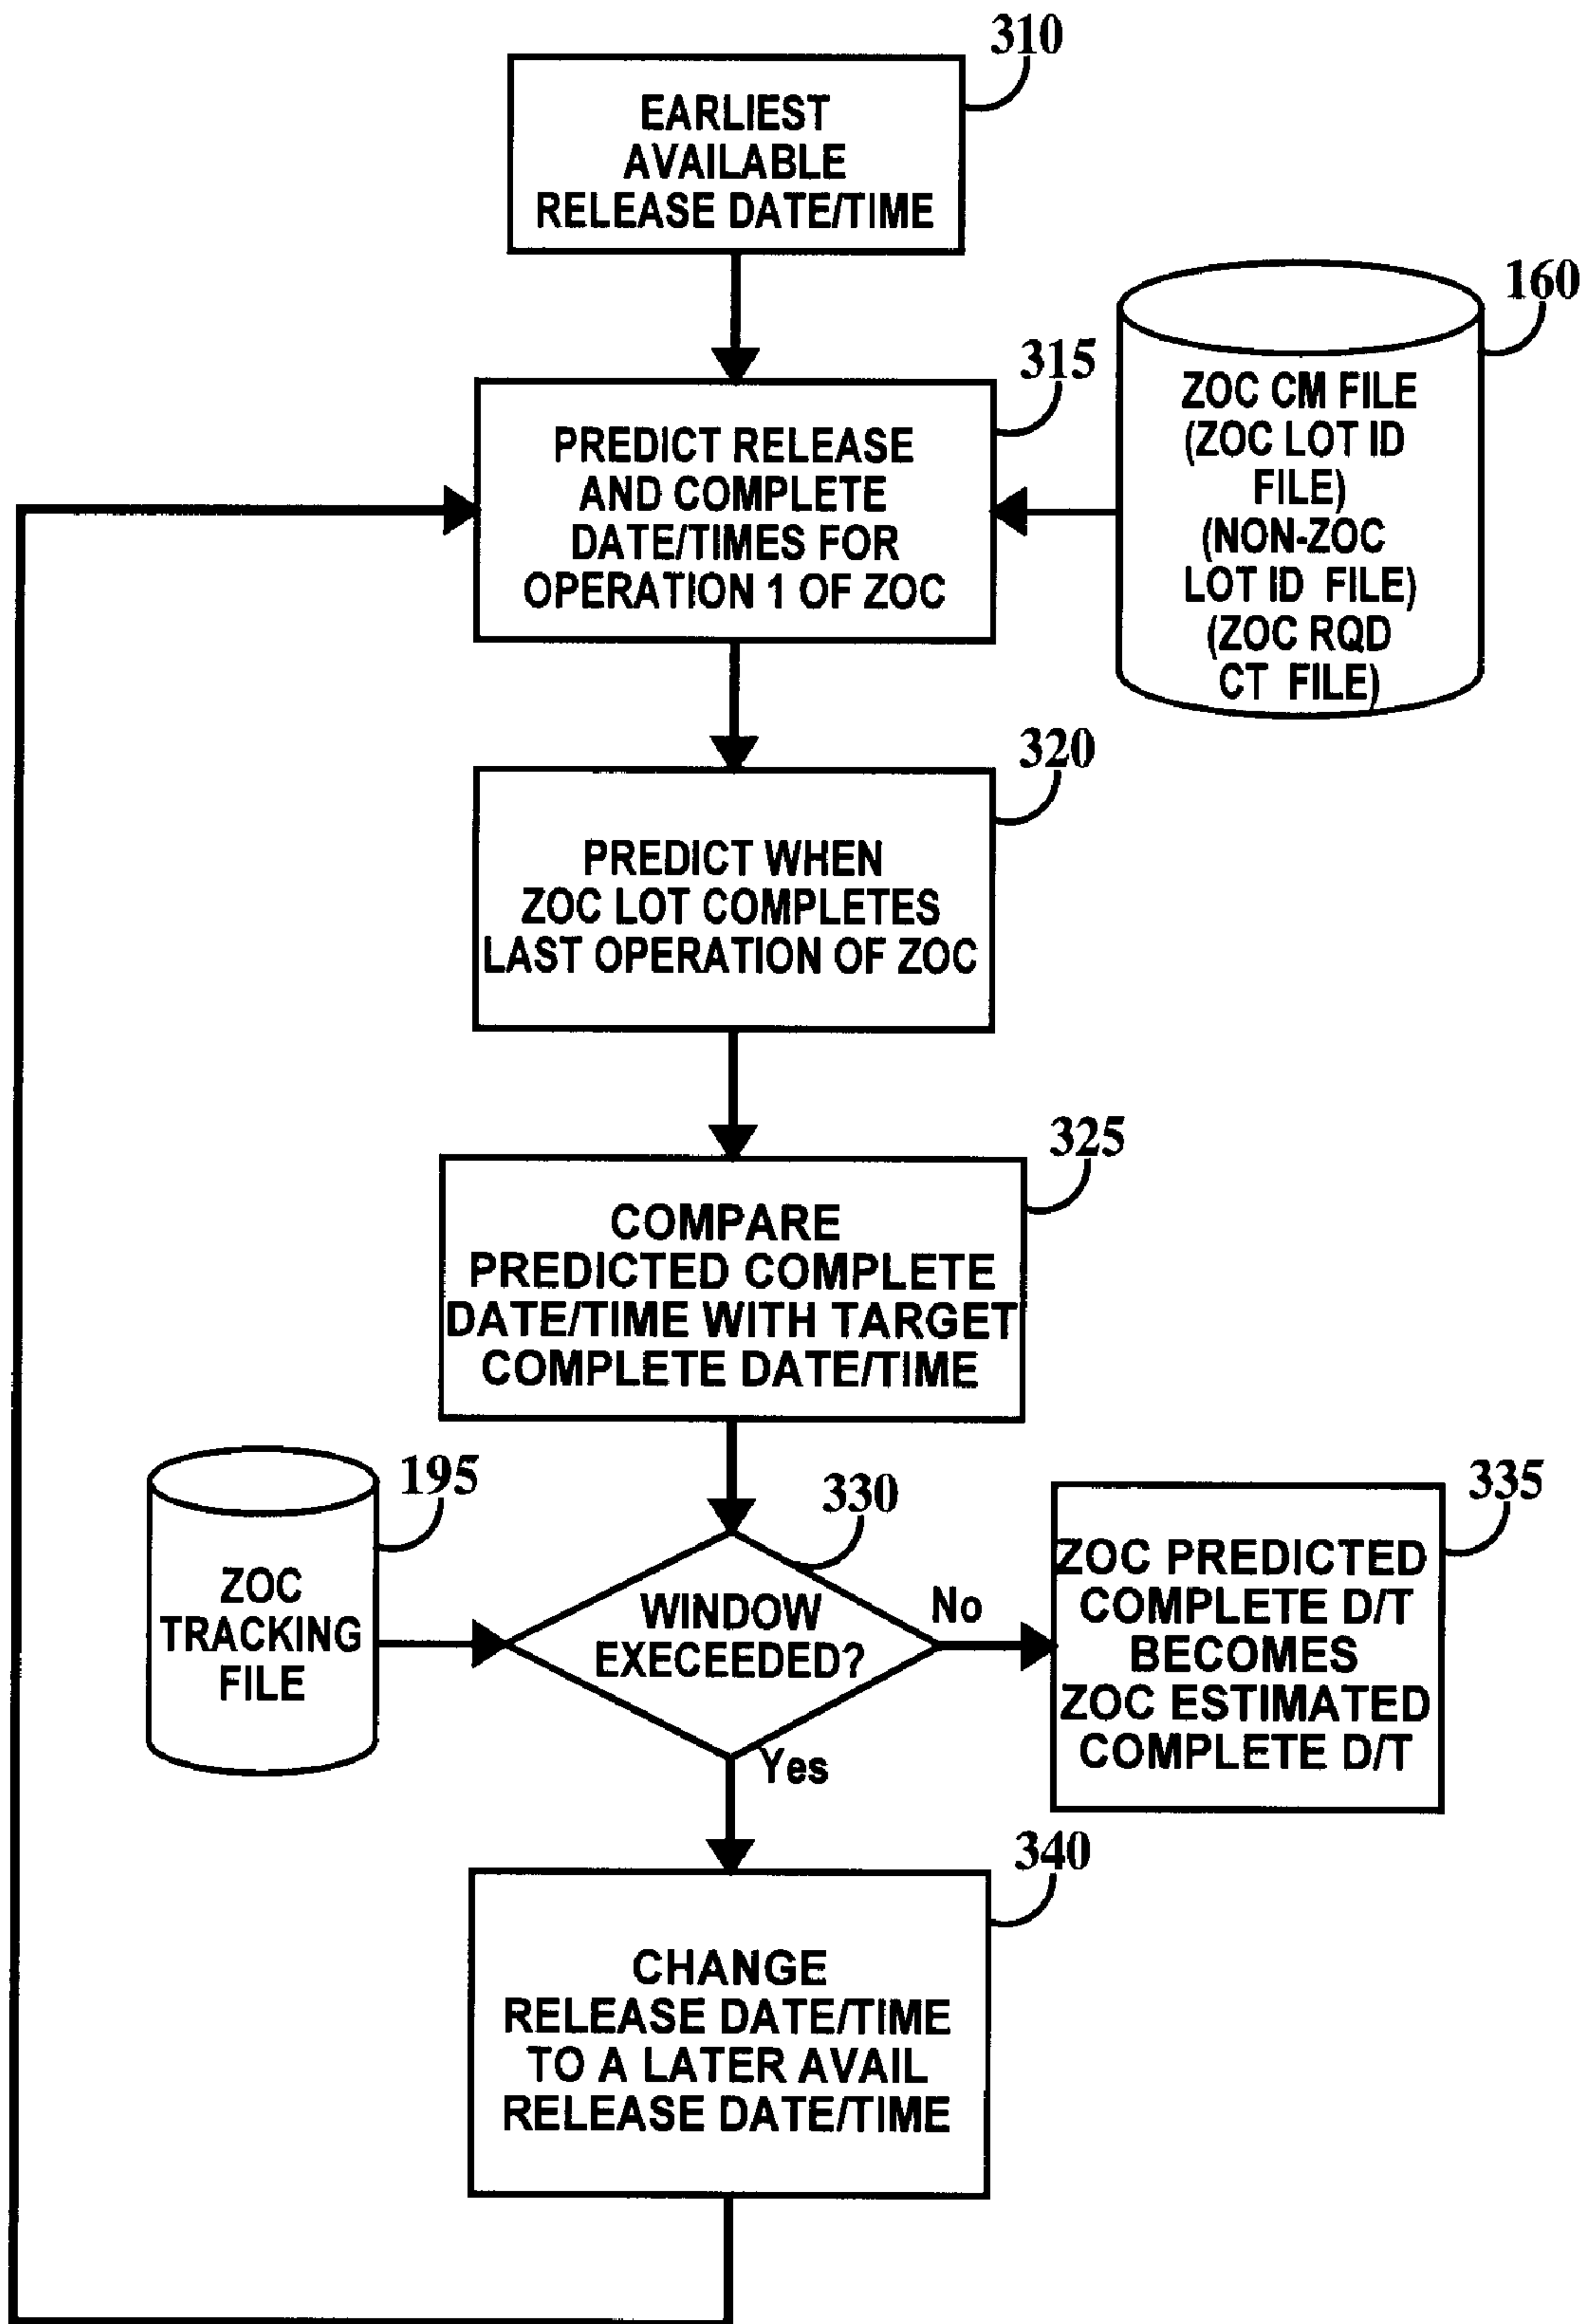 310
EARLIEST
AVAILABLE
RELEASE DATE/TIME
160
ZOC CM FILE
(ZOC LOT ID
FILE)
(NON-ZOC
LOT ID FILE)
(ZOC RQD
CT FILE)
315
PREDICT RELEASE
AND COMPLETE
DATE/TIMES FOR
OPERATION 1 OF ZOC
320
PREDICT WHEN
ZOC LOT COMPLETES
LAST OPERATION OF ZOC
325
COMPARE
PREDICTED COMPLETE
DATE/TIME WITH TARGET
COMPLETE DATE/TIME
195
ZOC
TRACKING
FILE
330
WINDOW
EXECEEDED?
No
Yes
335
ZOC PREDICTED
COMPLETE D/T
BECOMES
ZOC ESTIMATED
COMPLETE D/T
340
CHANGE
RELEASE DATE/TIME
TO A LATER AVAIL
RELEASE DATE/TIME